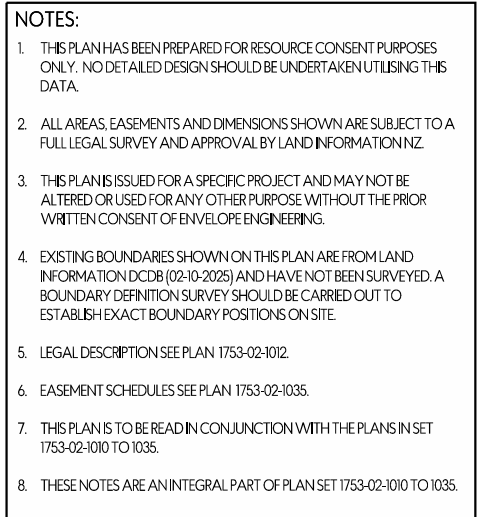 NOTES:
1. THIS PLAN HAS BEEN PREPARED FOR RESOURCE CONSENT PURPOSES
ONLY. NO DETAILED DESIGN SHOULD BE UNDERTAKEN UTILISING THIS
DATA.
2. ALL AREAS, EASEMENTS AND DIMENSIONS SHOWN ARE SUBJECT TO A
FULL LEGAL SURVEY AND APPROVAL BY LAND INFORMATION NZ.
3. THIS PLAN IS ISSUED FOR A SPECIFIC PROJECT AND MAY NOT BE
ALTERED OR USED FOR ANY OTHER PURPOSE WITHOUT THE PRIOR
WRITTEN CONSENT OF ENVELOPE ENGINEERING.
4. EXISTING BOUNDARIES SHOWN ON THIS PLAN ARE FROM LAND
INFORMATION DCDB (02-10-2025) AND HAVE NOT BEEN SURVEYED. A
BOUNDARY DEFINITION SURVEY SHOULD BE CARRIED OUT TO
ESTABLISH EXACT BOUNDARY POSITIONS ON SITE.
5. LEGAL DESCRIPTION SEE PLAN 1753-02-1012.
6. EASEMENT SCHEDULES SEE PLAN 1753-02-1035.
7. THIS PLAN IS TO BE READ IN CONJUNCTION WITH THE PLANS IN SET
1753-02-1010 TO 1035.
8. THESE NOTES ARE AN INTEGRAL PART OF PLAN SET 1753-02-1010 TO 1035.